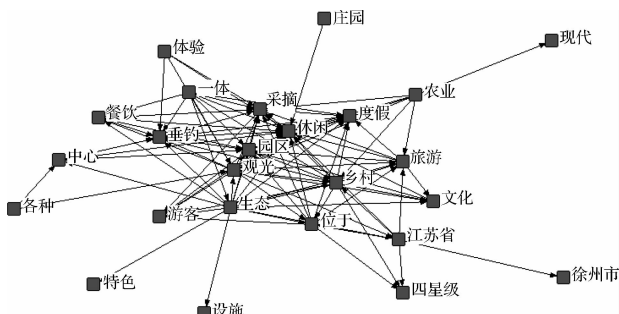 庄园
现代
体验
一体
农业
采摘
餐饮
度假
休闲
垂钓
园区
中心
旅游
观光
乡村
文化
各种
生态
游客
位于
江苏省
徐州市
特色
四星级
设施